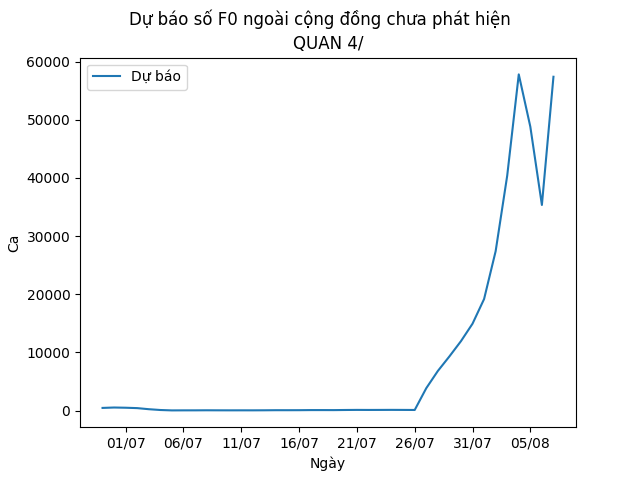 Dự báo số F0 ngoài cộng đồng chưa phát hiện
QUAN 4/
Dự báo
60000
50000
40000
30000
20000
10000
0
Ca
01/07 06/07 11/07 16/07 21/07 26/07 31/07 05/08
Ngày